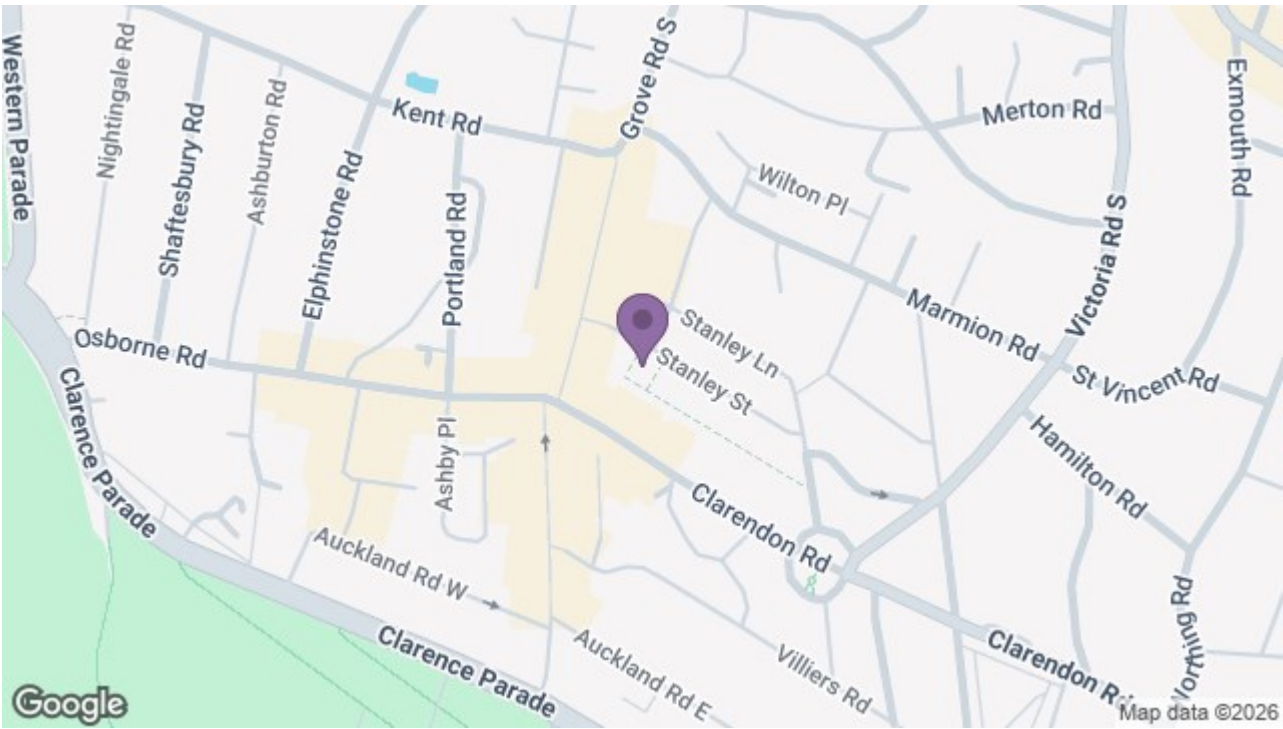 Western Parade
Nightingale Rd
Shaftesbury Rd
Ashburton Rd
Elphinstone Rd
Kent Rd
Portland Rd
Grove Rd S
Wilton Pl
Merton Rd
Exmouth Rd
Victoria Rd S
Marmion Rd
St Vincent Rd
Stanley Ln
Stanley St
Osborne Rd
Clarence Parade
Ashby Pl
Hamilton Rd
Clarendon Rd
Auckland Rd W
Clarence Parade
Auckland Rd E
Villiers Rd
Clarendon Rd
Worthing Rd
Google
Map data ©2026